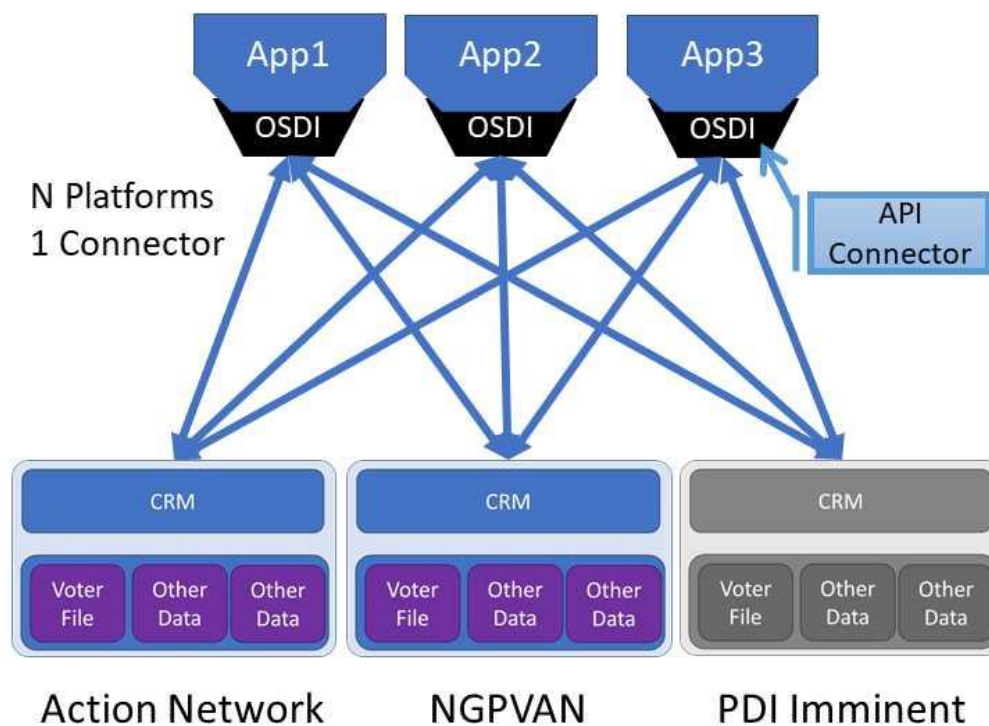 App1
App2
App3
OSDI
OSDI
OSDI
N Platforms
1 Connector
API
Connector
CRM
CRM
CRM
Voter
File
Other
Data
Other
Data
Voter
File
Other
Data
Other
Data
Voter
File
Other
Data
Other
Data
Action Network
NGPVAN
PDI Imminent